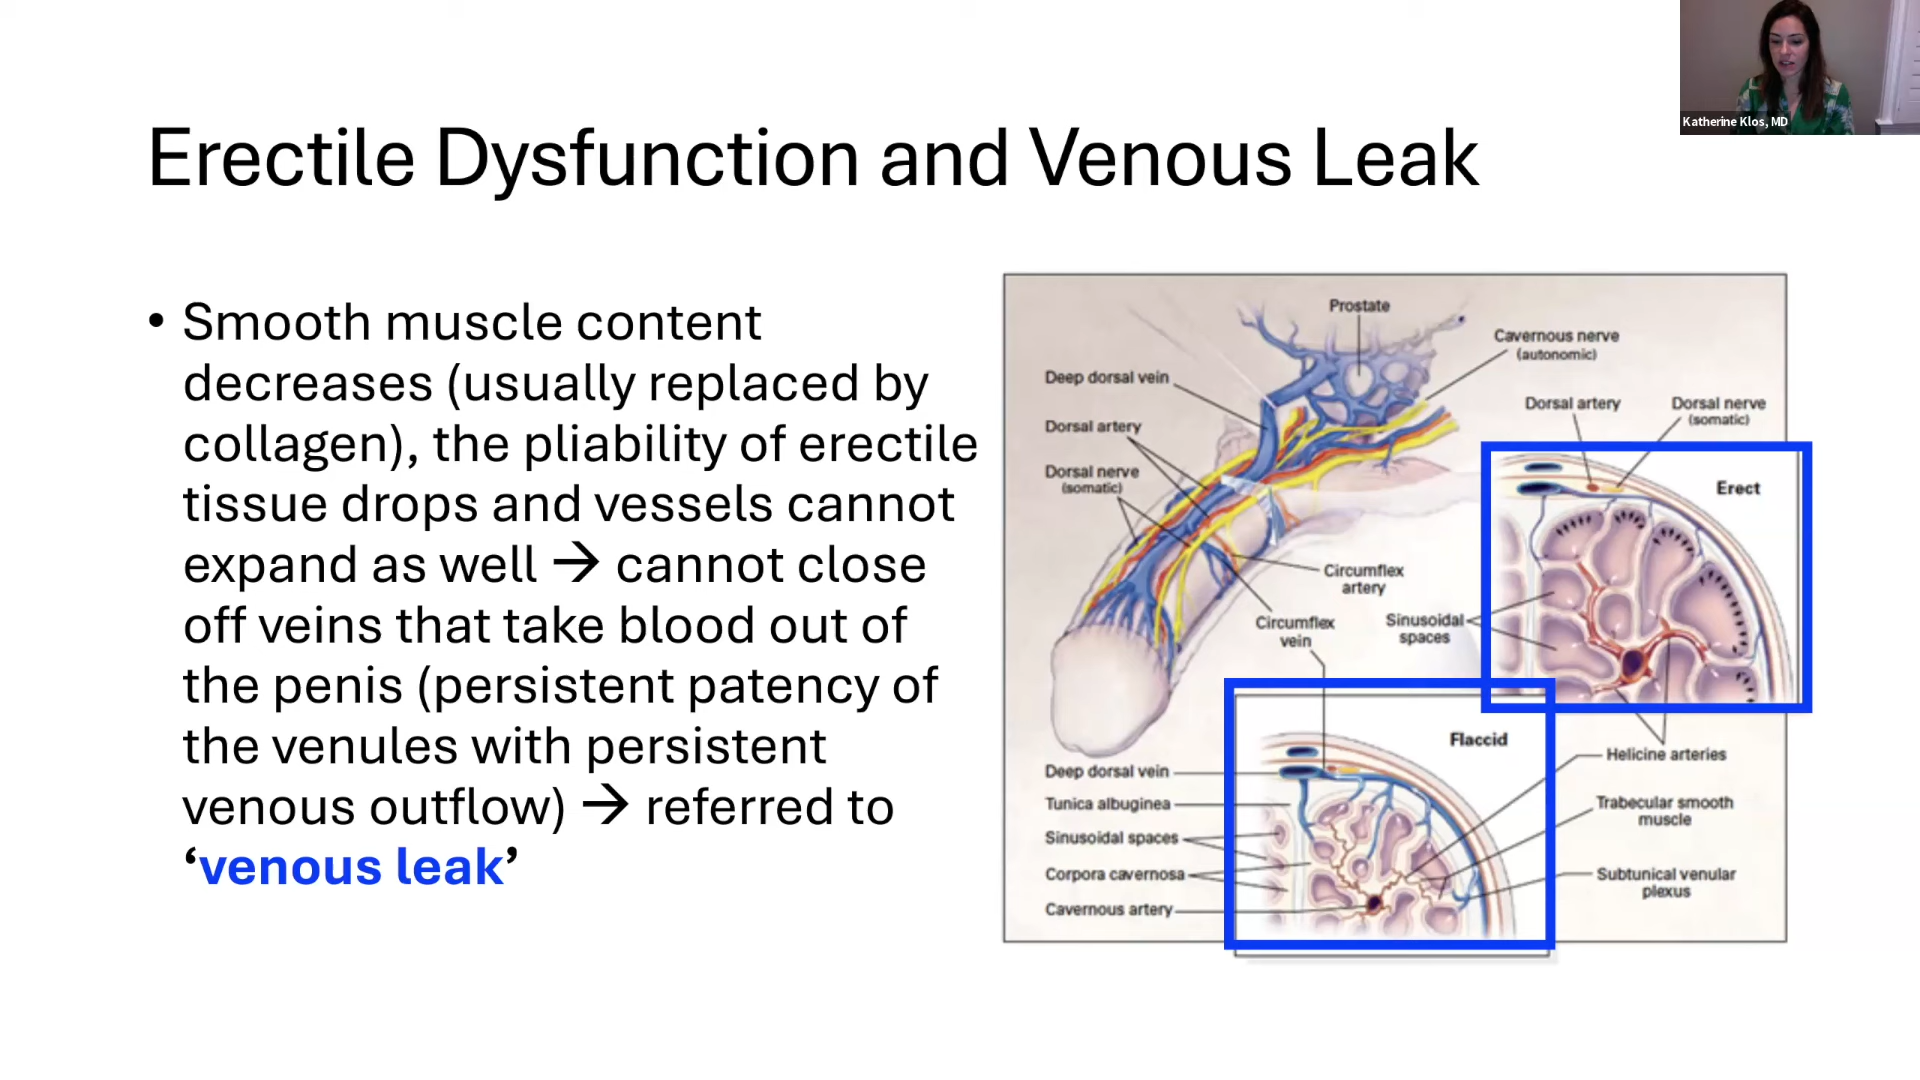 Katherine Klos, MD
Erectile Dysfunction and Venous Leak
• Smooth muscle content
decreases (usually replaced by
collagen), the pliability of erectile
tissue drops and vessels cannot
expand as well → cannot close
off veins that take blood out of
the penis (persistent patency of
the venules with persistent
venous outflow) → referred to
‘venous leak’
Prostate
Cavernous nerve
(autonomic)
Deep dorsal vein
Dorsal artery
Dorsal nerve
(somatic)
Dorsal artery
Dorsal nerve
(somatic)
Erect
Circumflex
artery
Circumflex
vein
Sinusoidal
spaces
Flaccid
Helicine arteries
Deep dorsal vein
Tunica albuginea
Sinusoidal spaces
Corpora cavernosa
Cavernous artery
Trabecular smooth
muscle
Subtunical venular
plexus